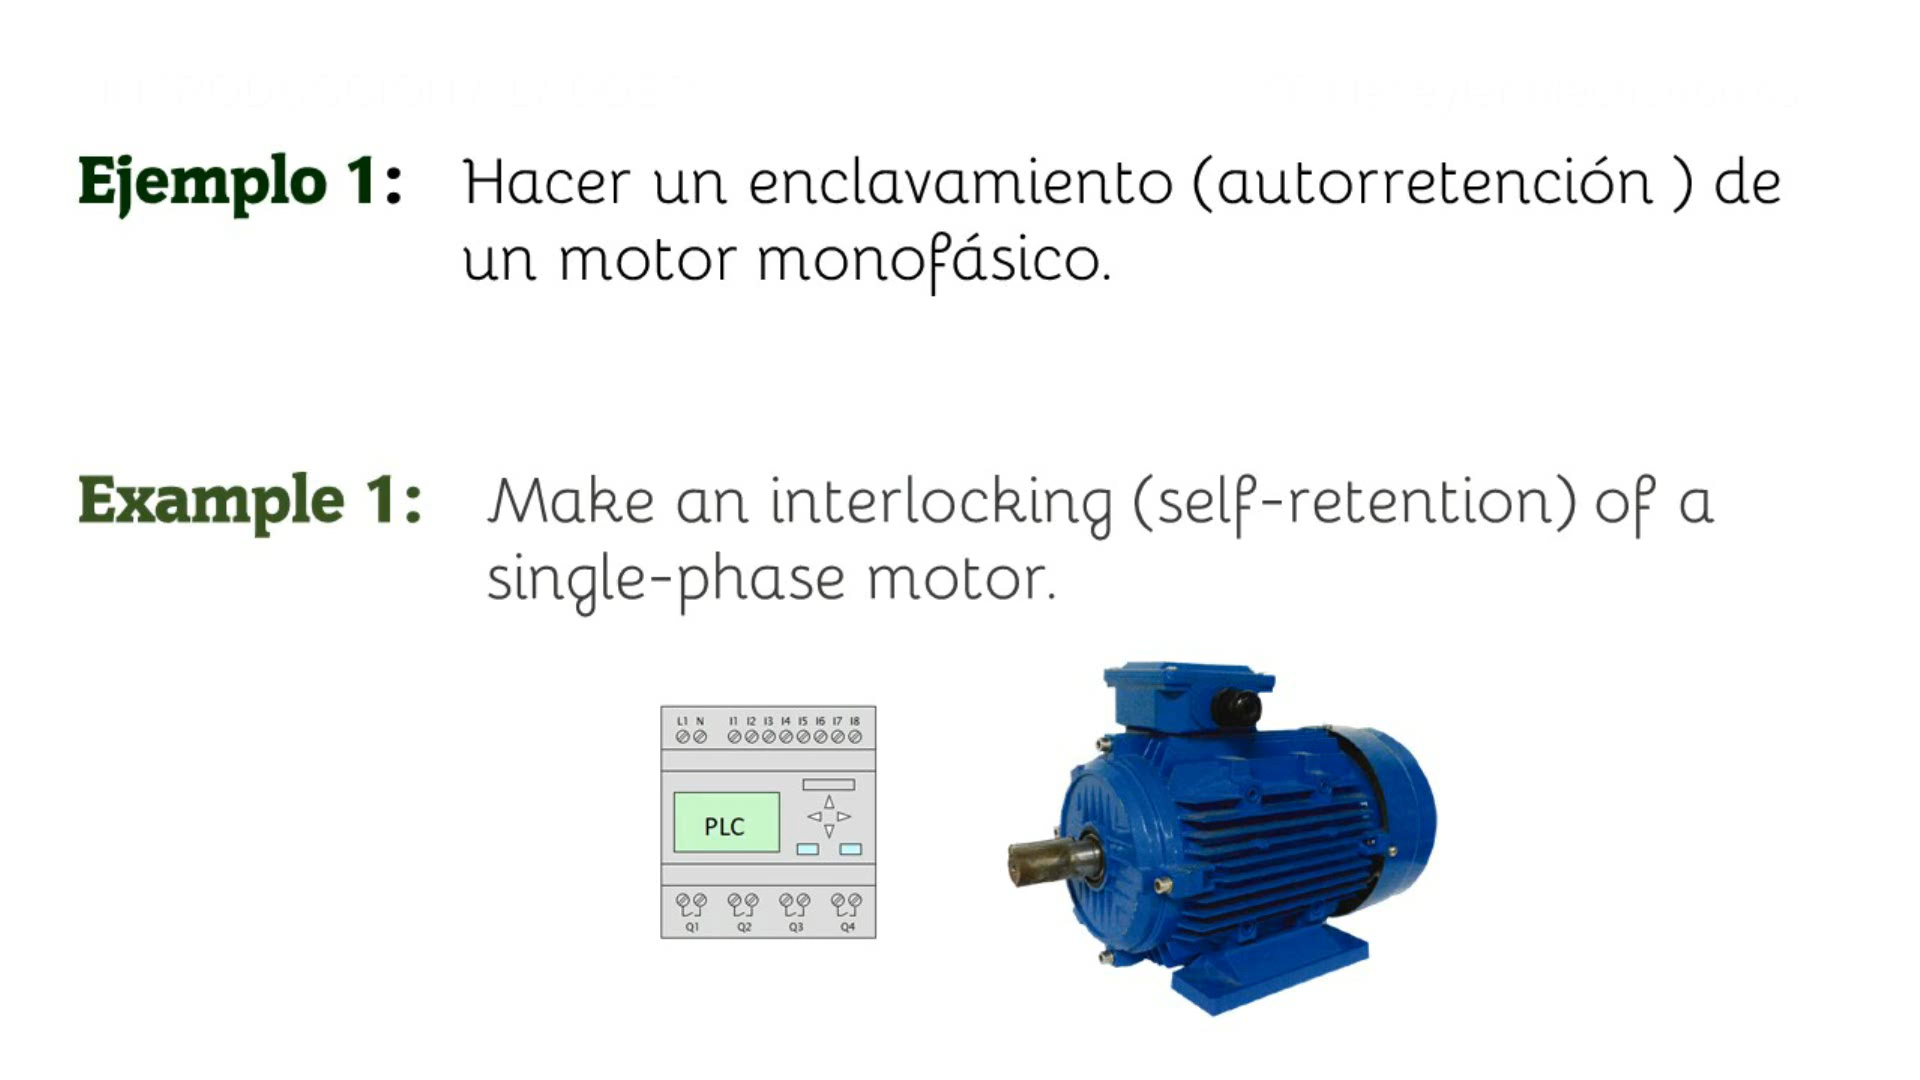 Ejemplo 1: Hacer un enclavamiento (autorretención ) de
un motor monofásico.
Example 1: Make an interlocking (self-retention) of a
single-phase motor.
L1 N I1 I2 I3 I4 I5 I6 I7 I8
PLC
Q1 Q2 Q3 Q4